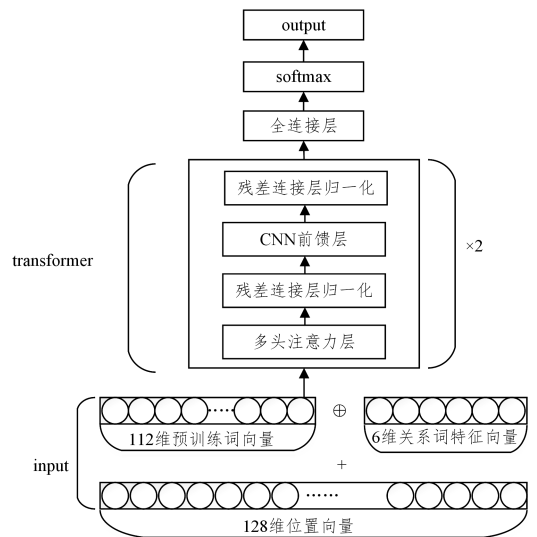 output
softmax
全连接层
残差连接层归一化
CNN前馈层
残差连接层归一化
多头注意力层
transformer
×2
······
⊕
112维预训练词向量
6维关系词特征向量
input
+
······
128维位置向量